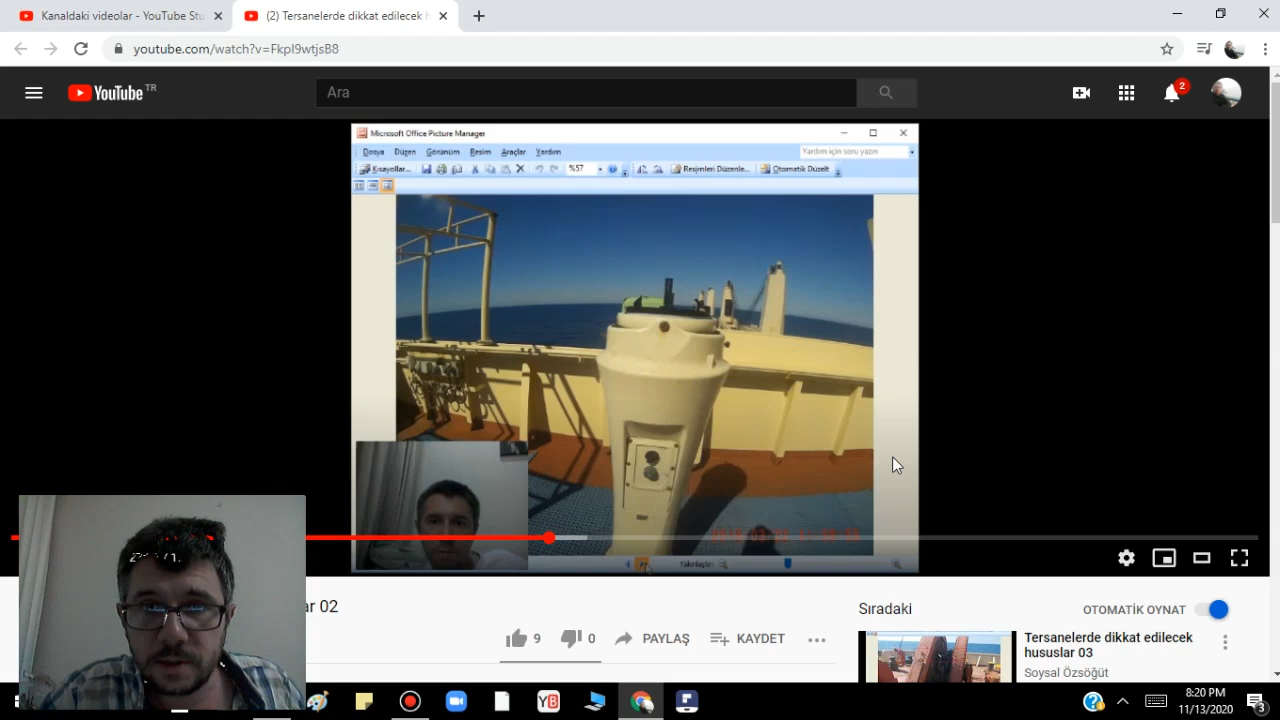 Kanaldaki videolar - YouTube Stu
(2) Tersanelerde dikkat edilecek h
youtube.com/watch?v=FkpI9wtjsB8
YouTube TR
Ara
2
Microsoft Office Picture Manager
Dosya Düzen Görünüm Resim Araçlar Yardım
Yardım için soru yazın
Kısayollar...
%57
Resimleri Düzenle...
Otomatik Düzelt
Yakınlaştır:
ar 02
9
0
PAYLAŞ
KAYDET
Sıradaki
OTOMATİK OYNAT
Tersanelerde dikkat edilecek
hususlar 03
Soysal Özsöğüt
8:20 PM
11/13/2020
3